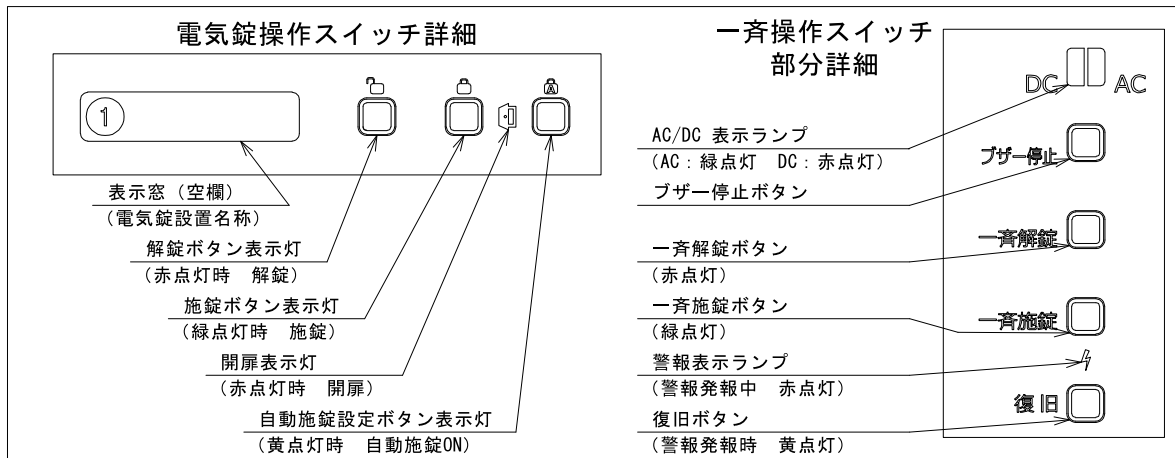 電気錠操作スイッチ詳細
1
A
表示窓（空欄）
(電気錠設置名称)
解錠ボタン表示灯
(赤点灯時　解錠)
施錠ボタン表示灯
(緑点灯時　施錠)
開扉表示灯
(赤点灯時　開扉)
自動施錠設定ボタン表示灯
(黄点灯時　自動施錠ON)
一斉操作スイッチ
部分詳細
DC AC
AC/DC 表示ランプ
(AC：緑点灯　DC：赤点灯)
ブザー停止
ブザー停止ボタン
一斉解錠
一斉解錠ボタン
(赤点灯)
一斉施錠
一斉施錠ボタン
(緑点灯)
警報表示ランプ
(警報発報中　赤点灯)
復旧
復旧ボタン
(警報発報時　黄点灯)